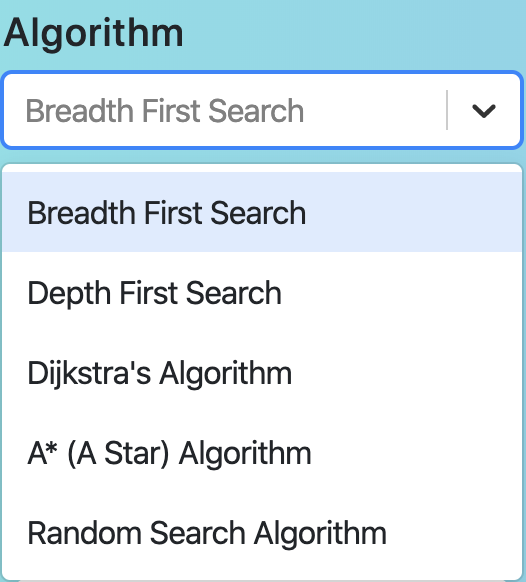 Algorithm
Breadth First Search
Breadth First Search
Depth First Search
Dijkstra's Algorithm
A* (A Star) Algorithm
Random Search Algorithm